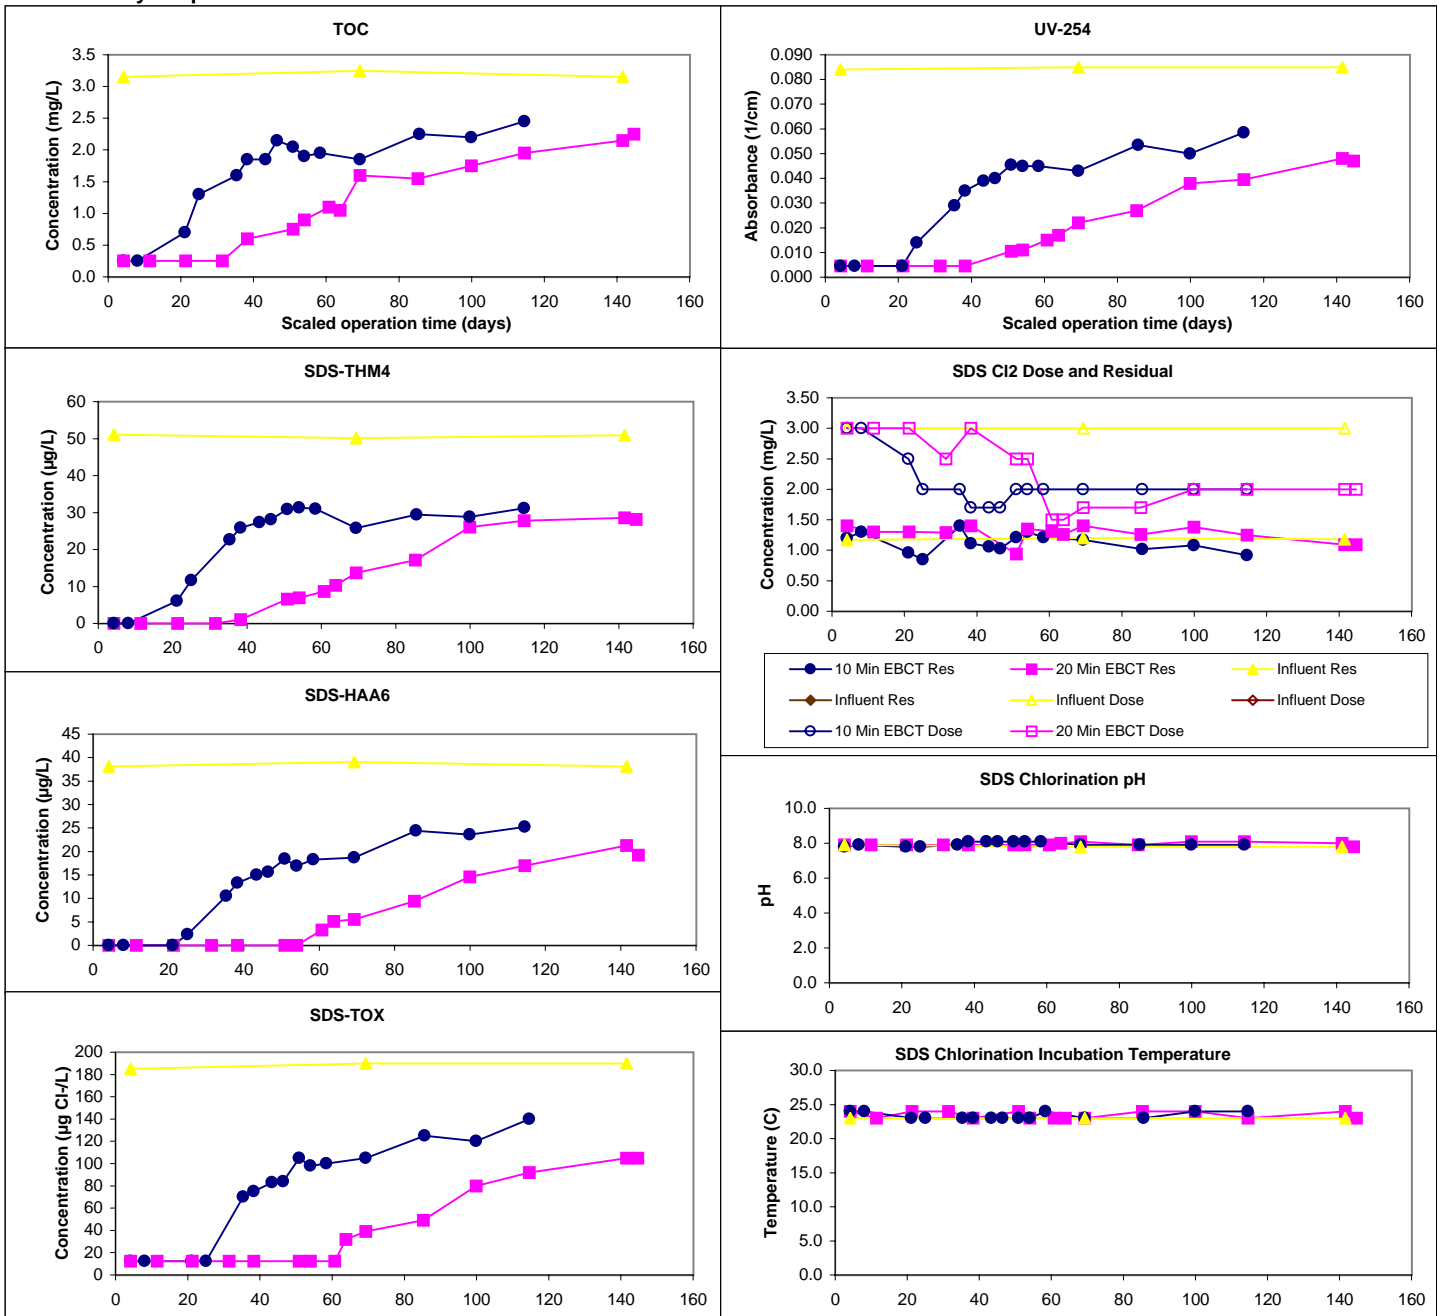 TOC
3.5
3.0
2.5
2.0
1.5
1.0
0.5
0.0
Concentration (mg/L)
0 20 40 60 80 100 120 140 160
Scaled operation time (days)
UV-254
0.090
0.080
0.070
0.060
0.050
0.040
0.030
0.020
0.010
0.000
Absorbance (1/cm)
0 20 40 60 80 100 120 140 160
Scaled operation time (days)
SDS-THM4
60
50
40
30
20
10
0
Concentration (µg/L)
0 20 40 60 80 100 120 140 160
SDS Cl2 Dose and Residual
3.50
3.00
2.50
2.00
1.50
1.00
0.50
0.00
Concentration (mg/L)
0 20 40 60 80 100 120 140 160
10 Min EBCT Res 20 Min EBCT Res Influent Res
Influent Res Influent Dose Influent Dose
10 Min EBCT Dose 20 Min EBCT Dose
SDS-HAA6
45
40
35
30
25
20
15
10
5
0
Concentration (µg/L)
0 20 40 60 80 100 120 140 160
SDS Chlorination pH
10.0
8.0
6.0
4.0
2.0
0.0
pH
0 20 40 60 80 100 120 140 160
SDS-TOX
200
180
160
140
120
100
80
60
40
20
0
Concentration (µg Cl-/L)
0 20 40 60 80 100 120 140 160
SDS Chlorination Incubation Temperature
30.0
25.0
20.0
15.0
10.0
5.0
0.0
Temperature (C)
0 20 40 60 80 100 120 140 160